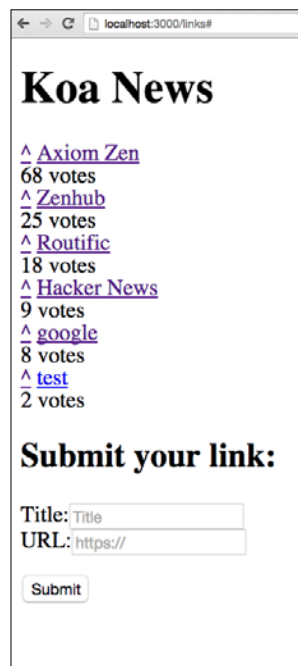 localhost:3000/links#
Koa News
^ Axiom Zen
68 votes
^ Zenhub
25 votes
^ Routific
18 votes
^ Hacker News
9 votes
^ google
8 votes
^ test
2 votes
Submit your link:
Title: Title
URL: https://
Submit